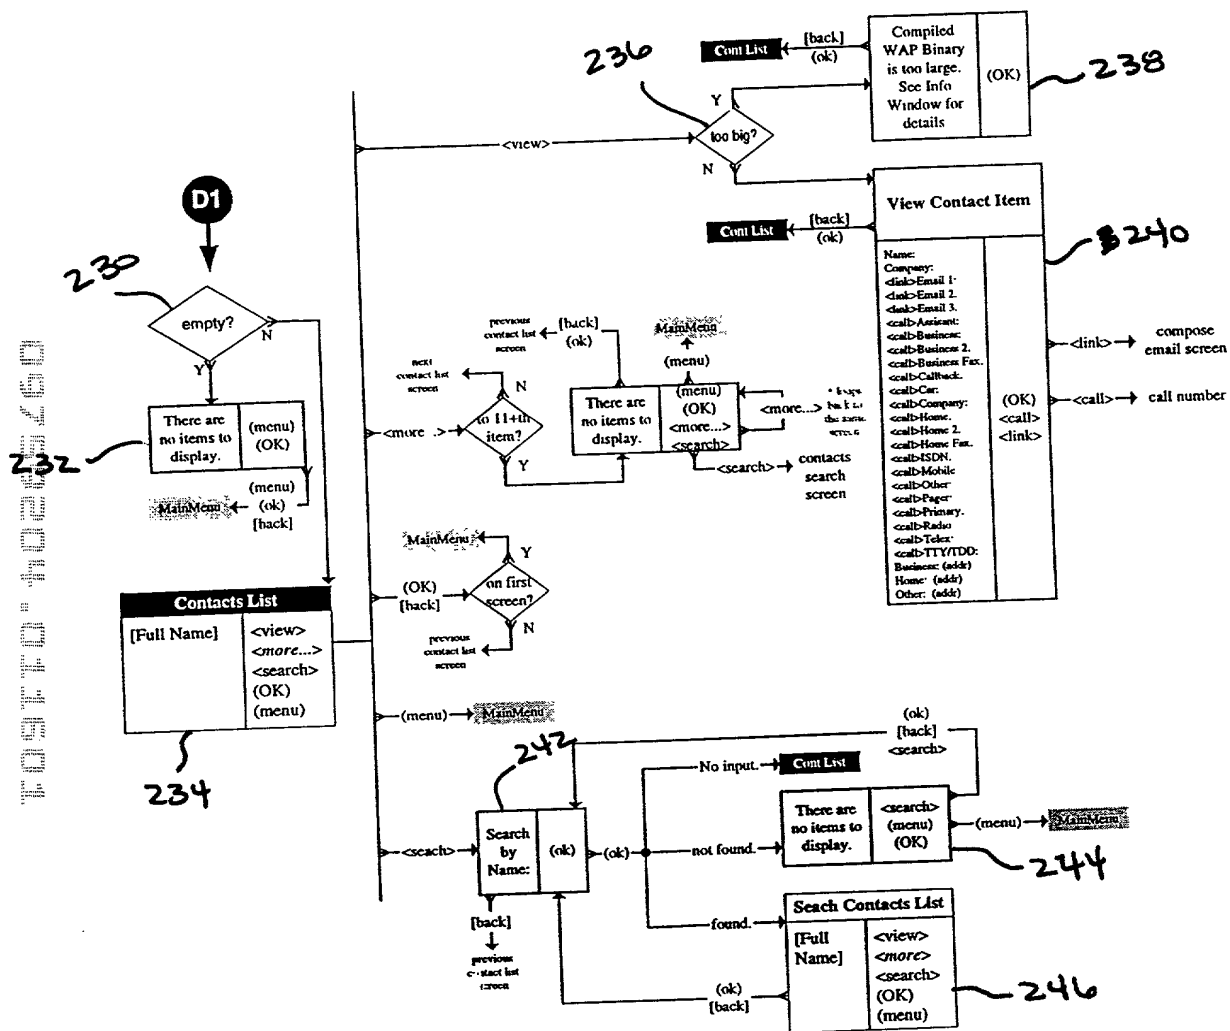 236
Cont List
[back]
(ok)
Compiled
WAP Binary
is too large.
See Info
Window for
details
(OK)
238
Y
too big?
N
<view>
D1
230
empty?
N
Y
There are
no items to
display.
(menu)
(OK)
232
MainMenu
(menu)
(ok)
[back]
Cont List
[back]
(ok)
View Contact Item
240
Name:
Company:
<link>Email 1:
<link>Email 2.
<link>Email 3.
<call>Assistant:
<call>Business:
<call>Business 2.
<call>Business Fax.
<call>Callback.
<call>Car:
<call>Company:
<call>Home.
<call>Home 2.
<call>Home Fax.
<call>ISDN.
<call>Mobile
<call>Other
<call>Pager
<call>Primary.
<call>Radio
<call>Telex
<call>TTY/TDD:
Business: (addr)
Home: (addr)
Other: (addr)
(OK)
<call>
<link>
<link>
compose
email screen
<call>
call number
previous
contact list
screen
[back]
(ok)
MainMenu
(menu)
next
contact list
screen
N
<more ..>
to 11+th
item?
Y
There are
no items to
display.
(menu)
(OK)
<more...>
<search>
<more...>
the same
screen
<search>
contacts
search
screen
MainMenu
Y
(OK)
[back]
on first
screen?
N
previous
contact list
screen
Contacts List
[Full Name]
<view>
<more...>
<search>
(OK)
(menu)
234
(menu)
MainMenu
242
(ok)
[back]
<search>
No input.
Cont List
<seach>
Search
by
Name:
(ok)
(ok)
not found.
There are
no items to
display.
<search>
(menu)
(OK)
(menu)
MainMenu
244
[back]
previous
contact list
screen
found.
Seach Contacts List
[Full
Name]
<view>
<more>
<search>
(OK)
(menu)
246
(ok)
[back]